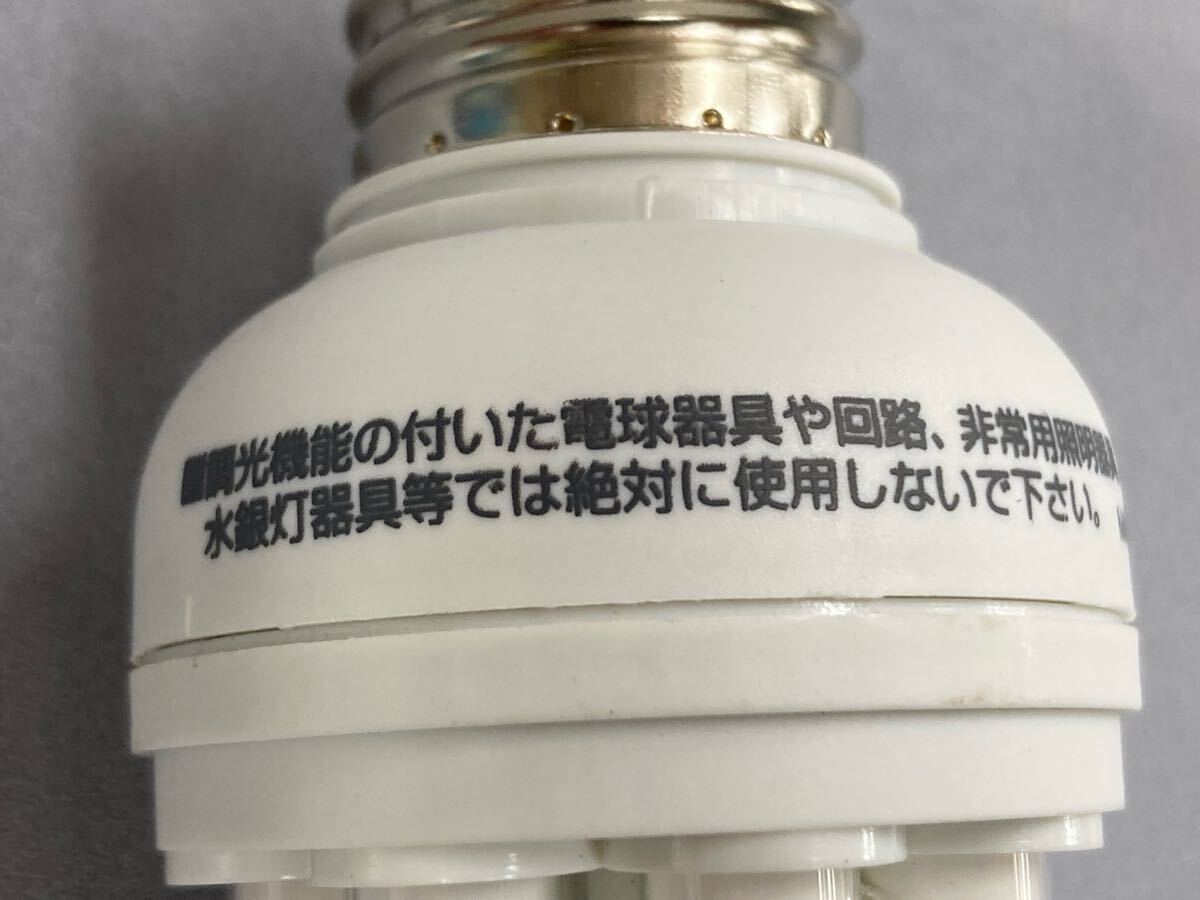 ■調光機能の付いた電球器具や回路、非常用照明器具
水銀灯器具等では絶対に使用しないで下さい。